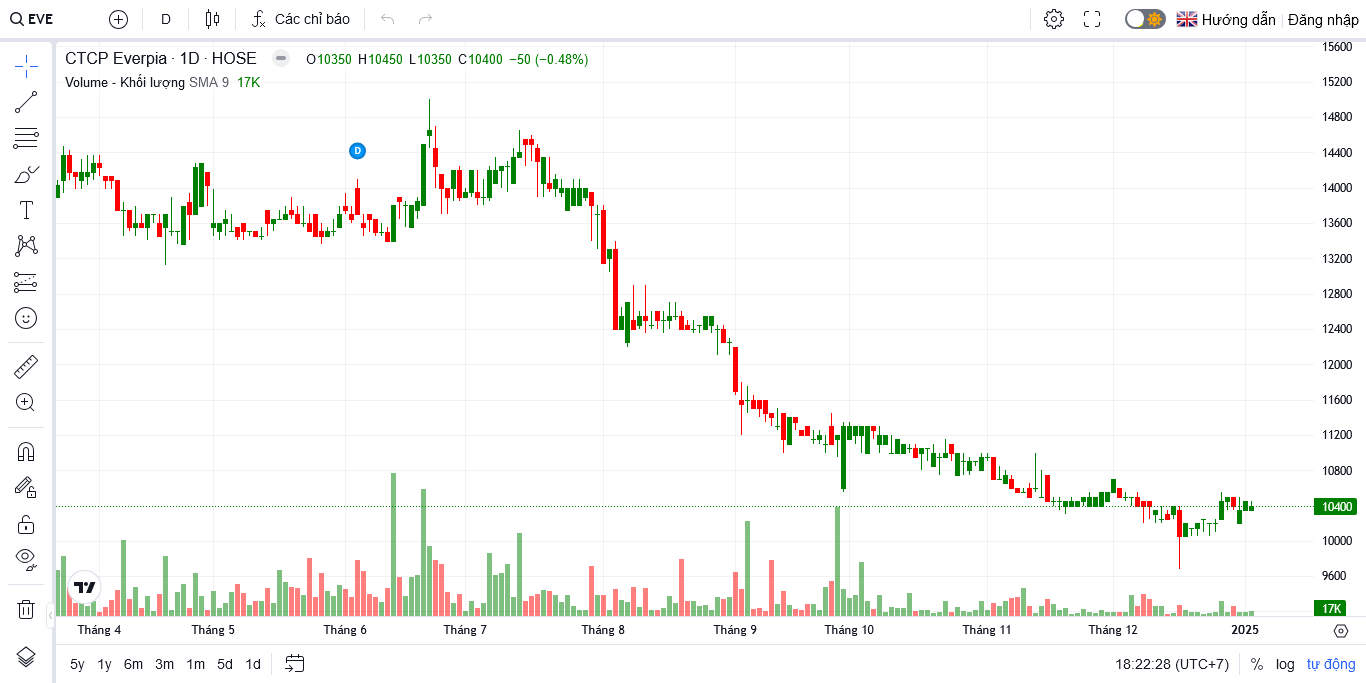 EVE D Các chỉ báo Hướng dẫn Đăng nhập
CTCP Everpia · 1D · HOSE O10350 H10450 L10350 C10400 −50 (−0.48%)
Volume - Khối lượng SMA 9 17K
D
15600
15200
14800
14400
14000
13600
13200
12800
12400
12000
11600
11200
10800
10400
10000
9600
17K
Tháng 4 Tháng 5 Tháng 6 Tháng 7 Tháng 8 Tháng 9 Tháng 10 Tháng 11 Tháng 12 2025
5y 1y 6m 3m 1m 5d 1d 18:22:28 (UTC+7) % log tự động